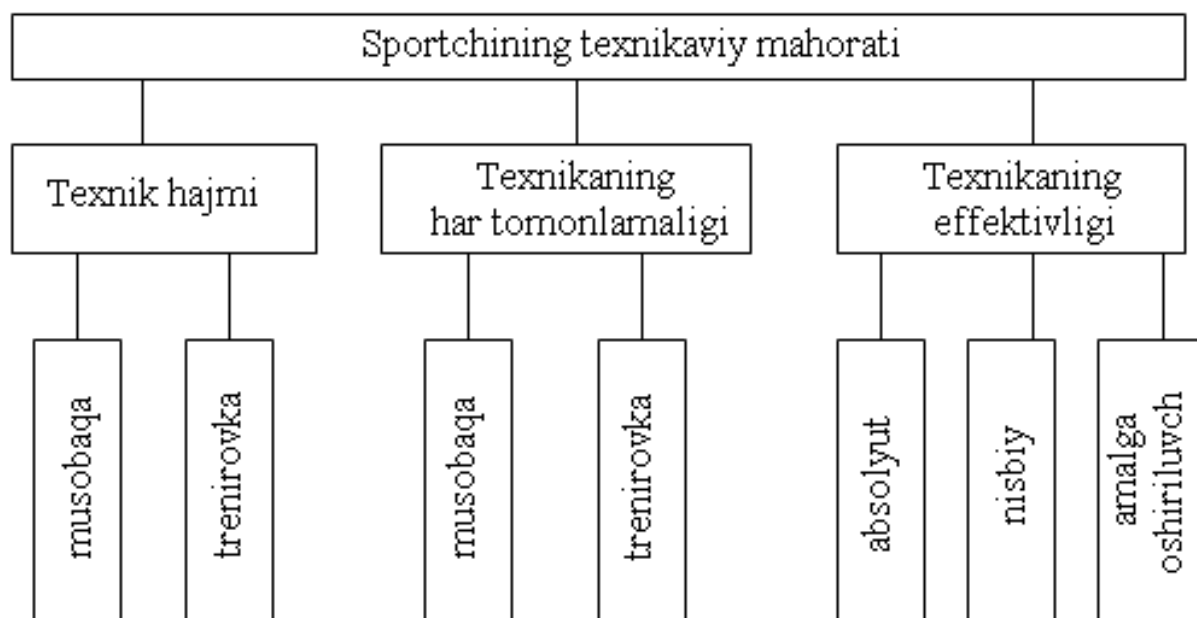 Sportchining texnikaviy mahorati
Texnik hajmi
Texnikaning
har tomonlamaligi
Texnikaning
effektivligi
musobaqa
trenirovka
musobaqa
trenirovka
absolyut
nisbiy
amalga
oshiriluvch